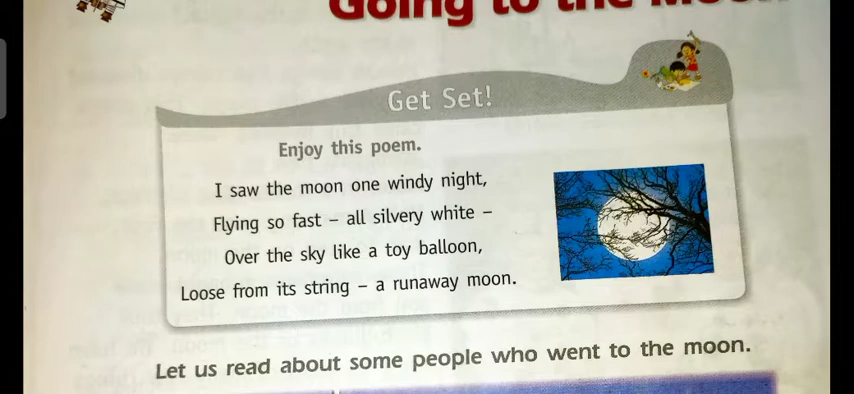 Going to the Moon
Get Set!
Enjoy this poem.
I saw the moon one windy night,
Flying so fast – all silvery white –
Over the sky like a toy balloon,
Loose from its string – a runaway moon.
Let us read about some people who went to the moon.